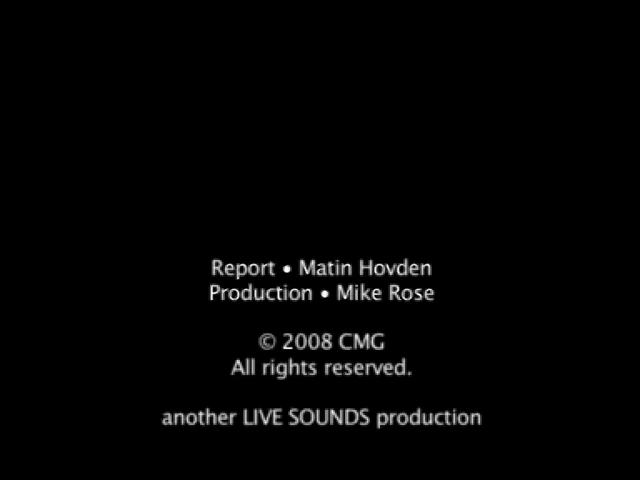 Report • Matin Hovden
Production • Mike Rose
© 2008 CMG
All rights reserved.
another LIVE SOUNDS production